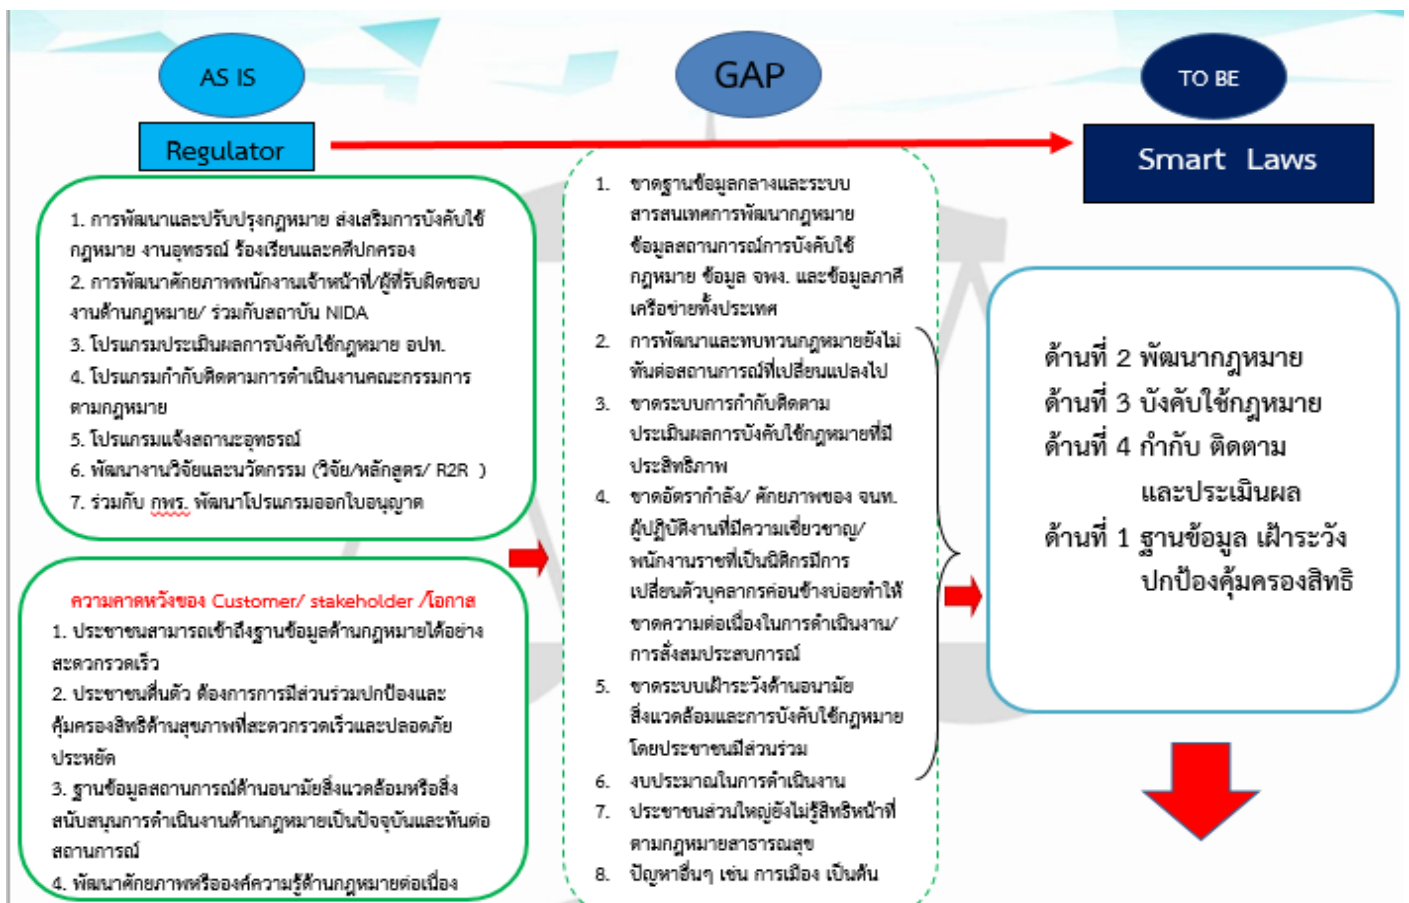 AS IS
Regulator
1. การพัฒนาและปรับปรุงกฎหมาย ส่งเสริมการบังคับใช้
กฎหมาย งานอุทธรณ์ ร้องเรียนและคดีปกครอง
2. การพัฒนาศักยภาพพนักงานเจ้าหน้าที่/ผู้ที่รับผิดชอบ
งานด้านกฎหมาย/ ร่วมกับสถาบัน NIDA
3. โปรแกรมประเมินผลการบังคับใช้กฎหมาย อปท.
4. โปรแกรมกำกับติดตามการดำเนินงานคณะกรรมการ
ตามกฎหมาย
5. โปรแกรมแจ้งสถานะอุทธรณ์
6. พัฒนางานวิจัยและนวัตกรรม (วิจัย/หลักสูตร/ R2R )
7. ร่วมกับ กพร. พัฒนาโปรแกรมออกใบอนุญาต
ความคาดหวังของ Customer/ stakeholder /โอกาส
1. ประชาชนสามารถเข้าถึงฐานข้อมูลด้านกฎหมายได้อย่าง
สะดวกรวดเร็ว
2. ประชาชนตื่นตัว ต้องการการมีส่วนร่วมปกป้องและ
คุ้มครองสิทธิด้านสุขภาพที่สะดวกรวดเร็วและปลอดภัย
ประหยัด
3. ฐานข้อมูลสถานการณ์ด้านอนามัยสิ่งแวดล้อมหรือสิ่ง
สนับสนุนการดำเนินงานด้านกฎหมายเป็นปัจจุบันและทันต่อ
สถานการณ์
4. พัฒนาศักยภาพหรือองค์ความรู้ด้านกฎหมายต่อเนื่อง
GAP
1. ขาดฐานข้อมูลกลางและระบบ
สารสนเทศการพัฒนากฎหมาย
ข้อมูลสถานการณ์การบังคับใช้
กฎหมาย ข้อมูล จพง. และข้อมูลภาคี
เครือข่ายทั้งประเทศ
2. การพัฒนาและทบทวนกฎหมายยังไม่
ทันต่อสถานการณ์ที่เปลี่ยนแปลงไป
3. ขาดระบบการกำกับติดตาม
ประเมินผลการบังคับใช้กฎหมายที่มี
ประสิทธิภาพ
4. ขาดอัตรากำลัง/ ศักยภาพของ จนท.
ผู้ปฏิบัติงานที่มีความเชี่ยวชาญ/
พนักงานราชที่เป็นนิติกรมีการ
เปลี่ยนตัวบุคลากรค่อนข้างบ่อยทำให้
ขาดความต่อเนื่องในการดำเนินงาน/
การสั่งสมประสบการณ์
5. ขาดระบบเฝ้าระวังด้านอนามัย
สิ่งแวดล้อมและการบังคับใช้กฎหมาย
โดยประชาชนมีส่วนร่วม
6. งบประมาณในการดำเนินงาน
7. ประชาชนส่วนใหญ่ยังไม่รู้สิทธิหน้าที่
ตามกฎหมายสาธารณสุข
8. ปัญหาอื่นๆ เช่น การเมือง เป็นต้น
TO BE
Smart Laws
ด้านที่ 2 พัฒนากฎหมาย
ด้านที่ 3 บังคับใช้กฎหมาย
ด้านที่ 4 กำกับ ติดตาม
และประเมินผล
ด้านที่ 1 ฐานข้อมูล เฝ้าระวัง
ปกป้องคุ้มครองสิทธิ